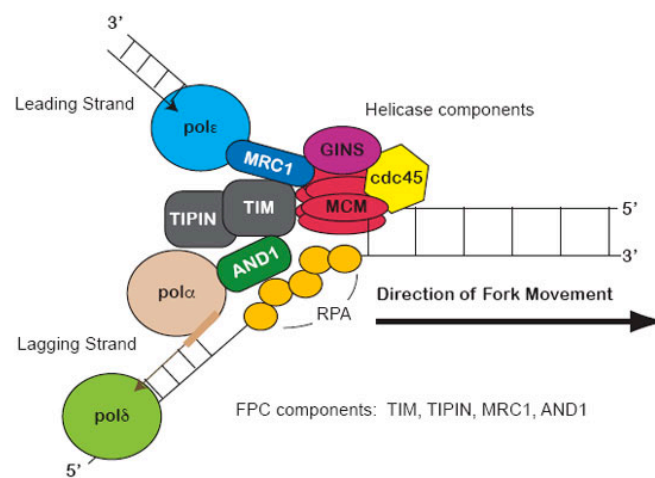 3’
Leading Strand
polε
Helicase components
MRC1
GINS
cdc45
TIPIN
TIM
MCM
5’
AND1
3’
polα
Direction of Fork Movement
RPA
Lagging Strand
polδ
FPC components: TIM, TIPIN, MRC1, AND1
5’